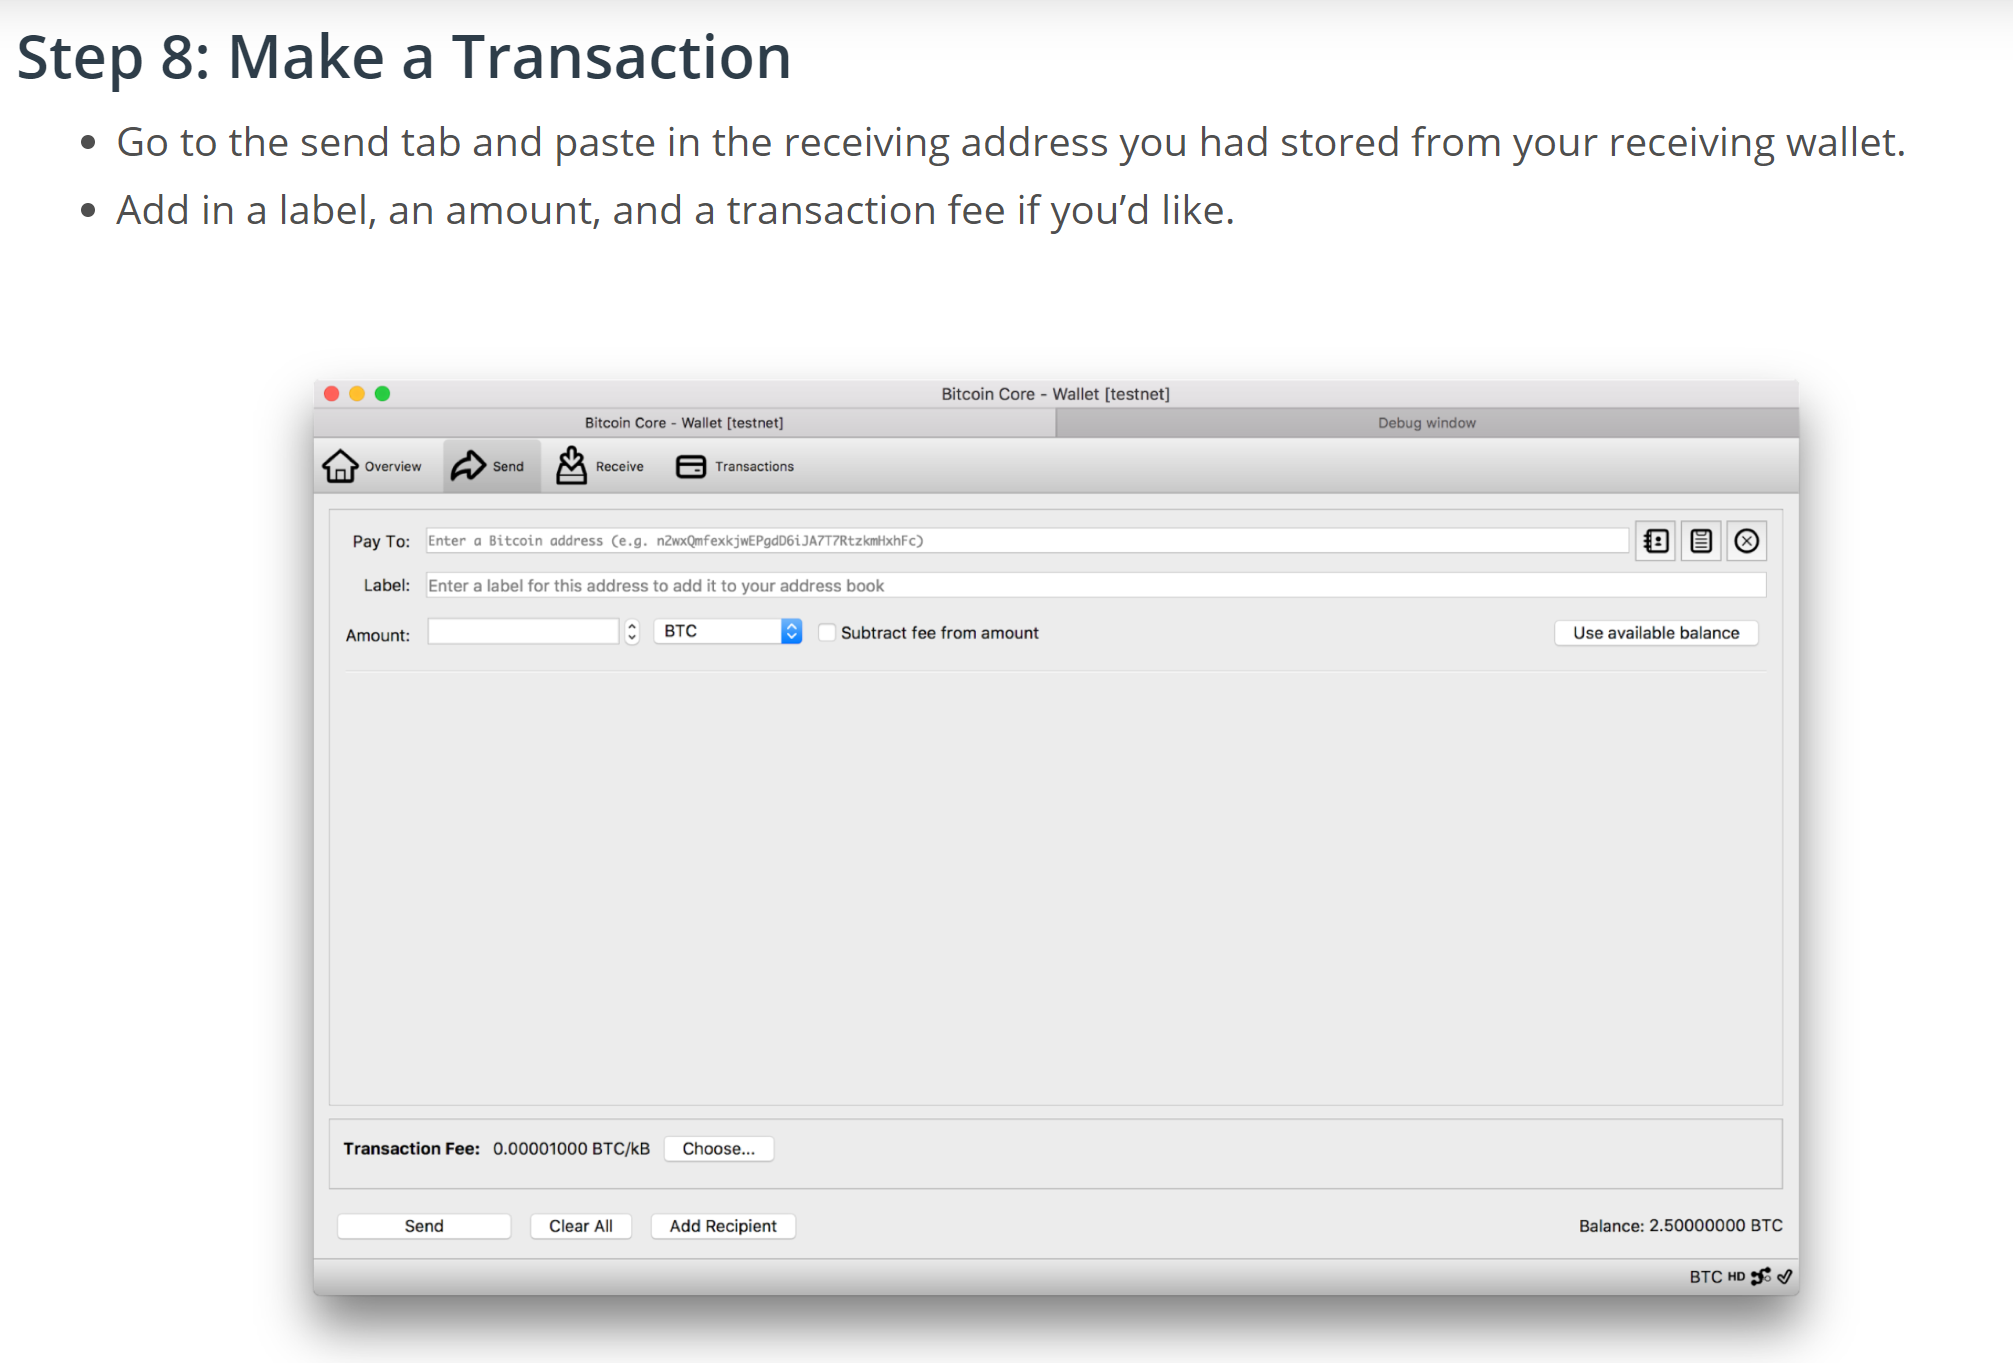 Step 8: Make a Transaction
• Go to the send tab and paste in the receiving address you had stored from your receiving wallet.
• Add in a label, an amount, and a transaction fee if you’d like.
Bitcoin Core - Wallet [testnet]
Bitcoin Core - Wallet [testnet] Debug window
Overview Send Receive Transactions
Pay To: Enter a Bitcoin address (e.g. n2wxQmfexkjwEPgdD6iJA7T7RtzkmHxhFc)
Label: Enter a label for this address to add it to your address book
Amount: BTC Subtract fee from amount Use available balance
Transaction Fee: 0.00001000 BTC/kB Choose...
Send Clear All Add Recipient Balance: 2.50000000 BTC
BTC HD